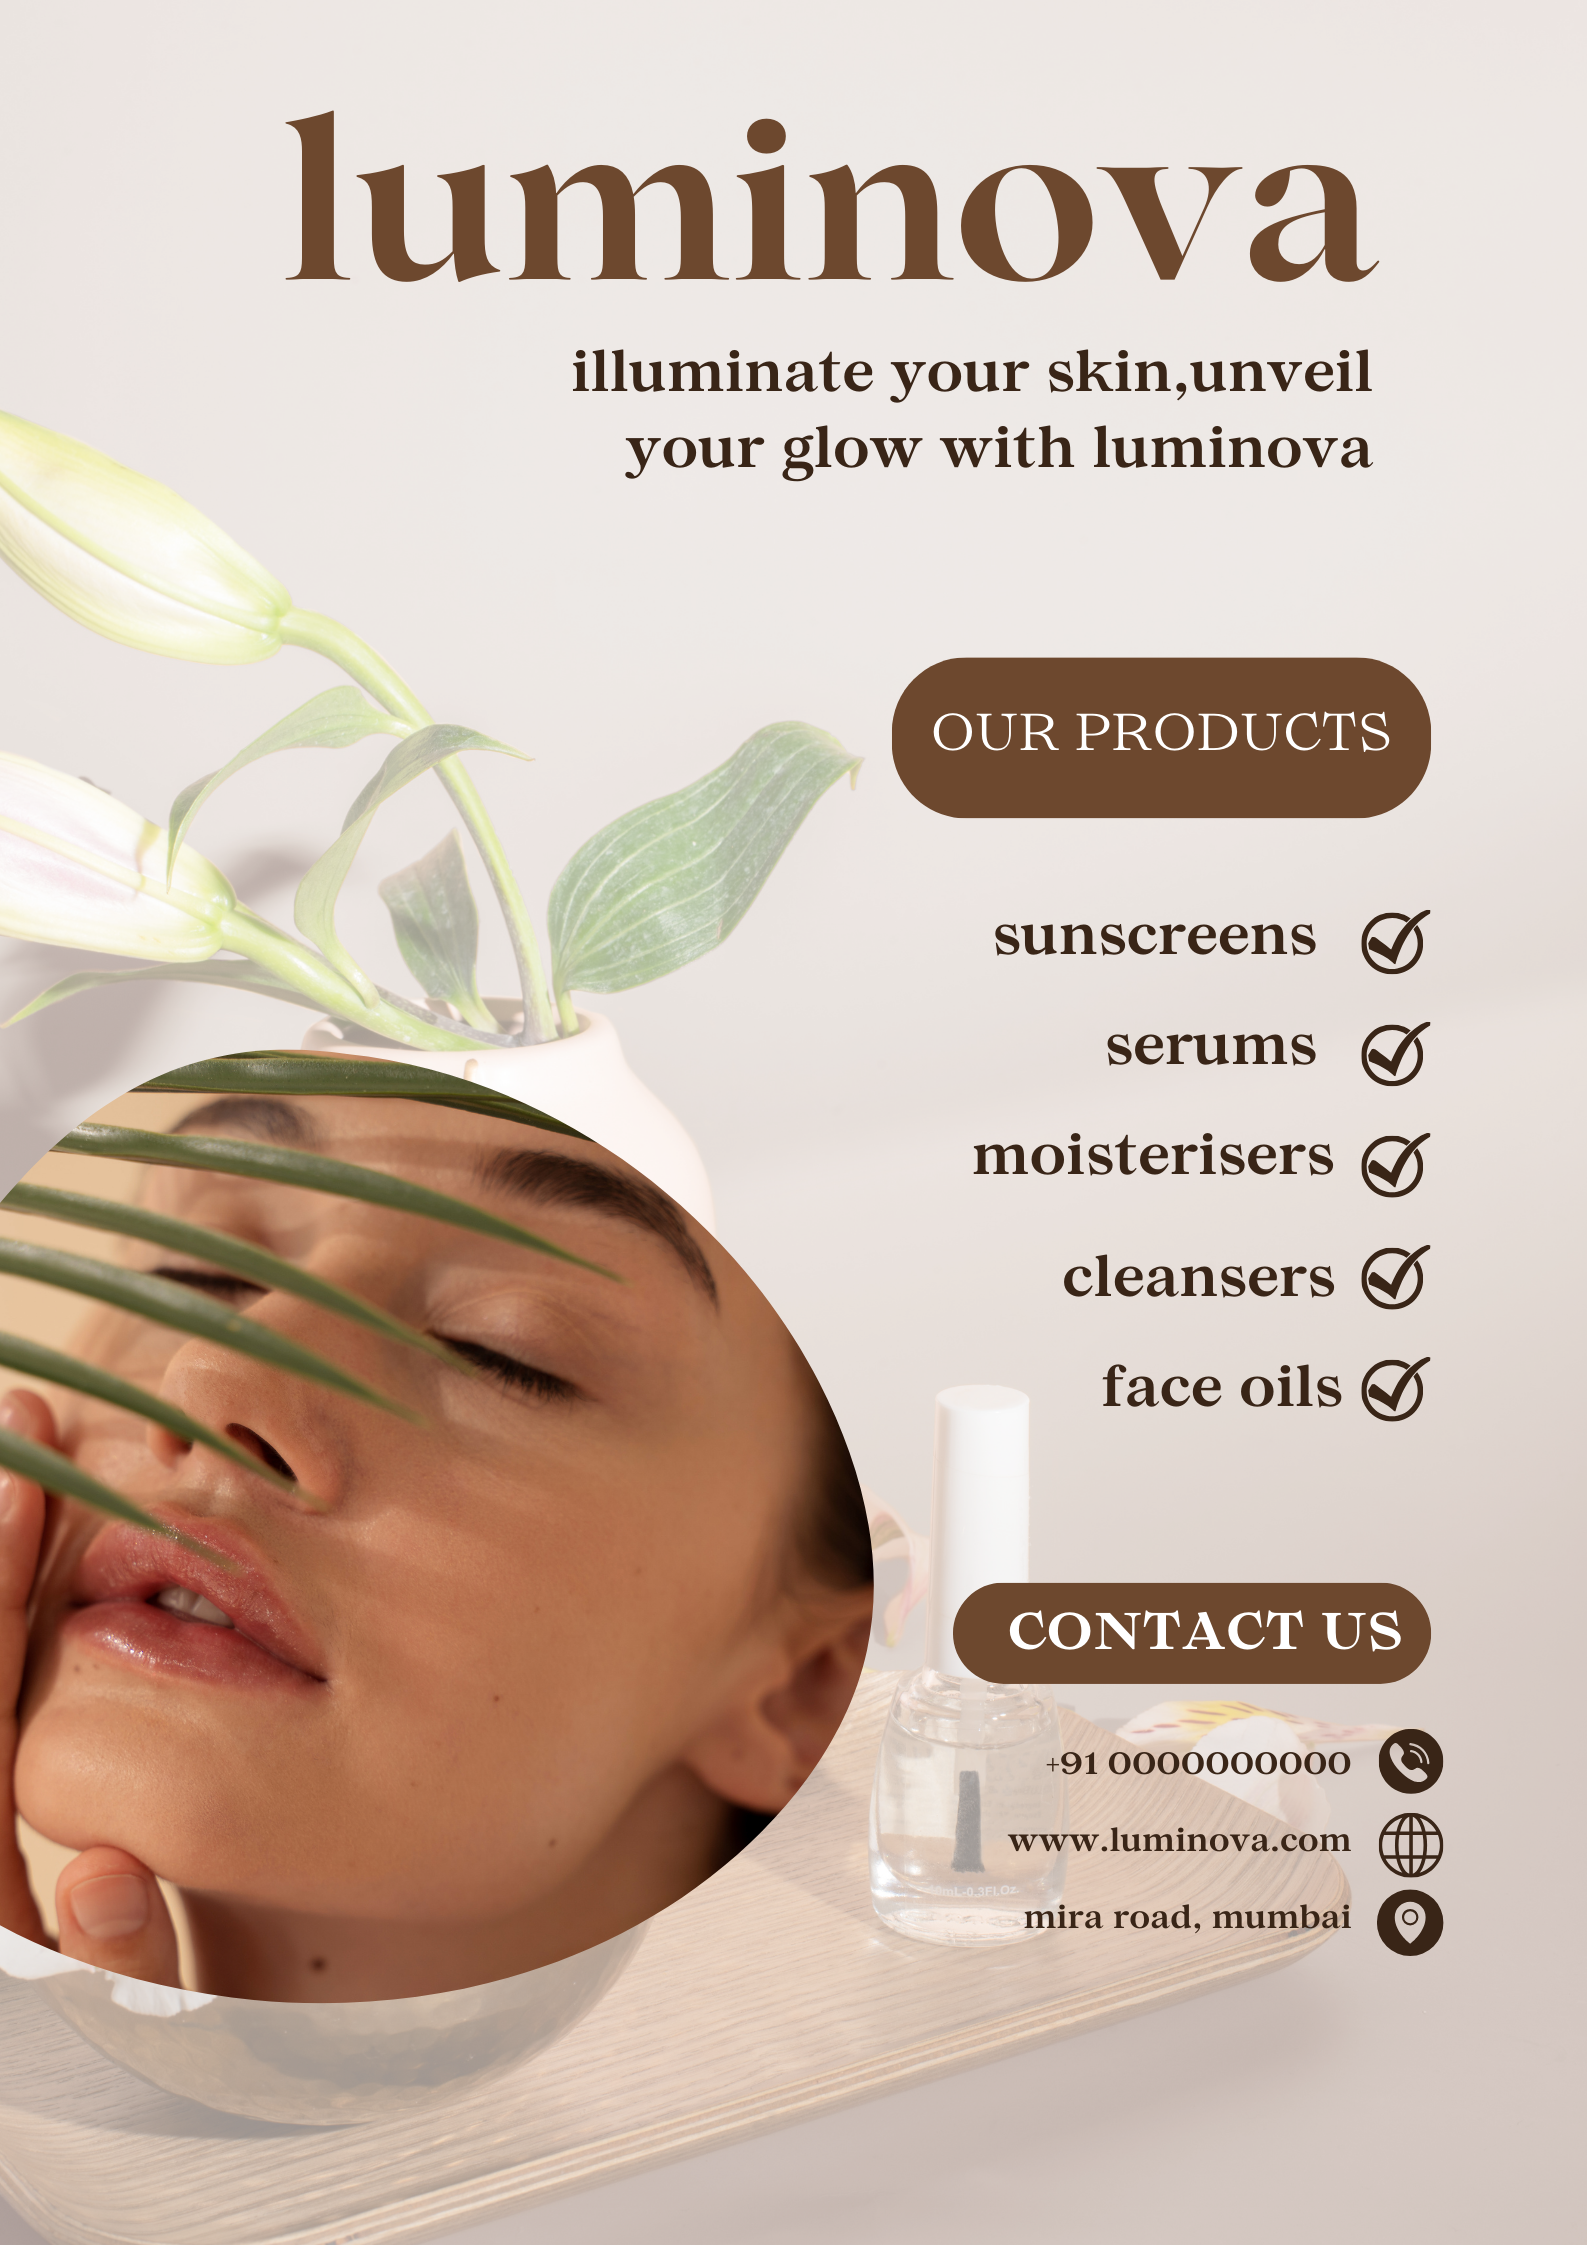 luminova
illuminate your skin,unveil
your glow with luminova
OUR PRODUCTS
sunscreens
serums
moisterisers
cleansers
face oils
CONTACT US
+91 0000000000
www.luminova.com
mira road, mumbai